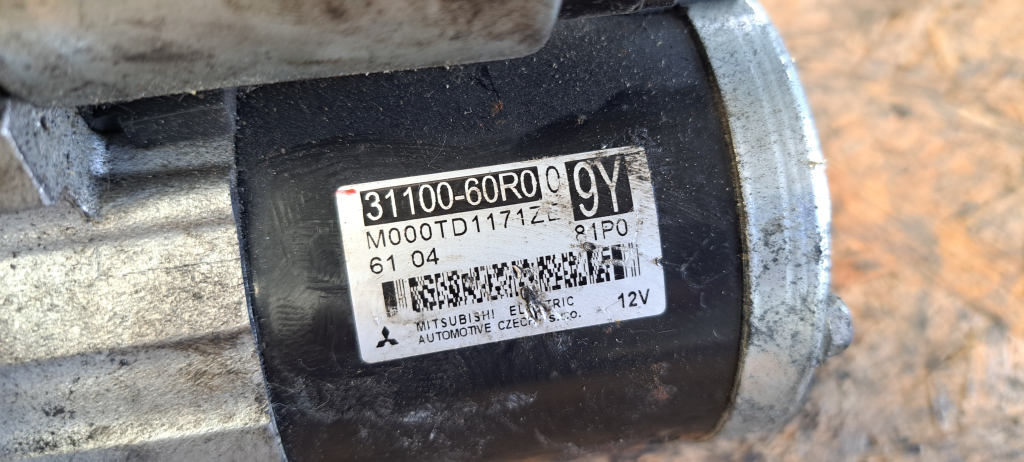 31100-60R0 0 9Y
M000TD1171ZE
61 04 81P0
MITSUBISHI ELECTRIC 12V
AUTOMOTIVE CZECH s.r.o.